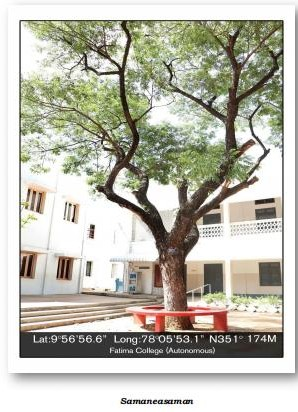 Lat:9°56'56.6" Long:78°05'53.1" N351° 174M
Fatima College (Autonomous)
Samaneasaman